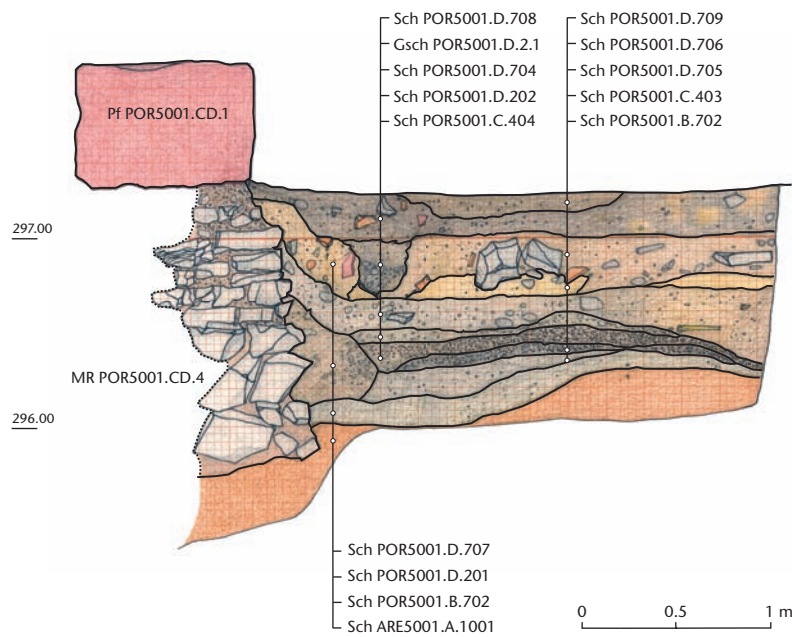 Sch POR5001.D.708
Gsch POR5001.D.2.1
Sch POR5001.D.704
Sch POR5001.D.202
Sch POR5001.C.404
Sch POR5001.D.709
Sch POR5001.D.706
Sch POR5001.D.705
Sch POR5001.C.403
Sch POR5001.B.702
Pf POR5001.CD.1
297.00
MR POR5001.CD.4
296.00
Sch POR5001.D.707
Sch POR5001.D.201
Sch POR5001.B.702
Sch ARE5001.A.1001
0 0.5 1 m